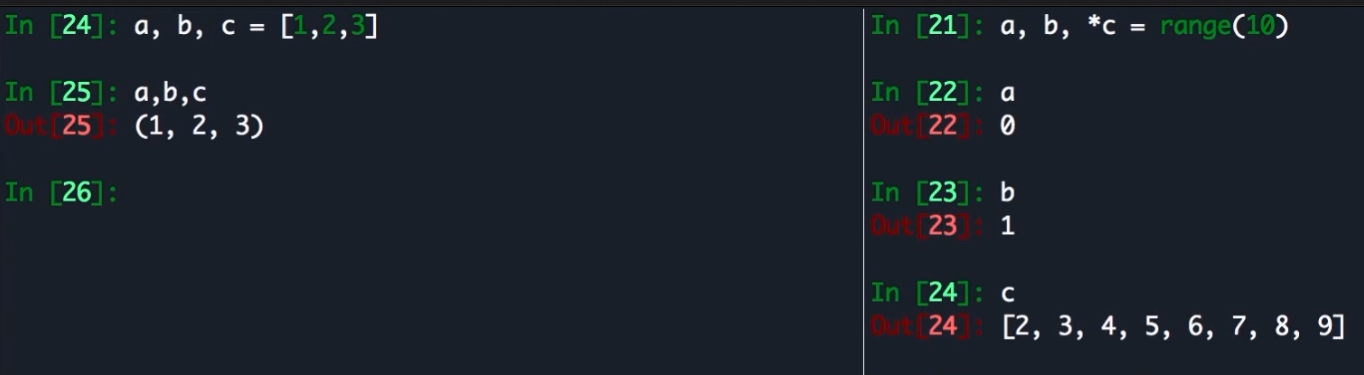 In [24]: a, b, c = [1,2,3]
In [25]: a,b,c
Out[25]: (1, 2, 3)
In [26]:
In [21]: a, b, *c = range(10)
In [22]: a
Out[22]: 0
In [23]: b
Out[23]: 1
In [24]: c
Out[24]: [2, 3, 4, 5, 6, 7, 8, 9]